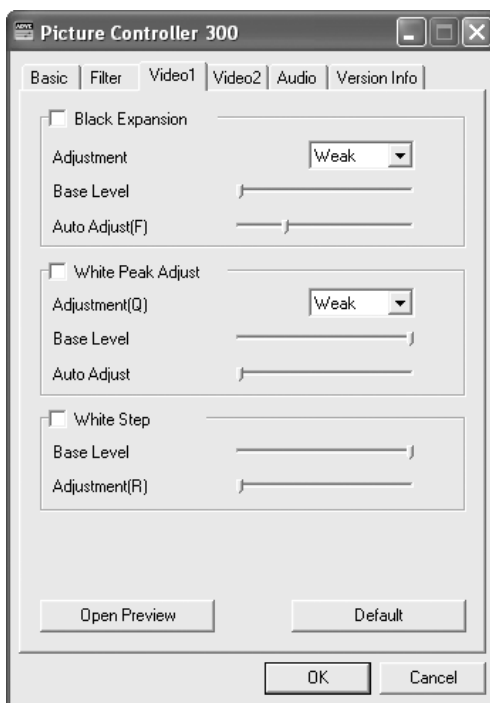 Picture Controller 300
Basic Filter Video1 Video2 Audio Version Info
Black Expansion
Adjustment Weak
Base Level
Auto Adjust(F)
White Peak Adjust
Adjustment(Q) Weak
Base Level
Auto Adjust
White Step
Base Level
Adjustment(R)
Open Preview Default
OK Cancel